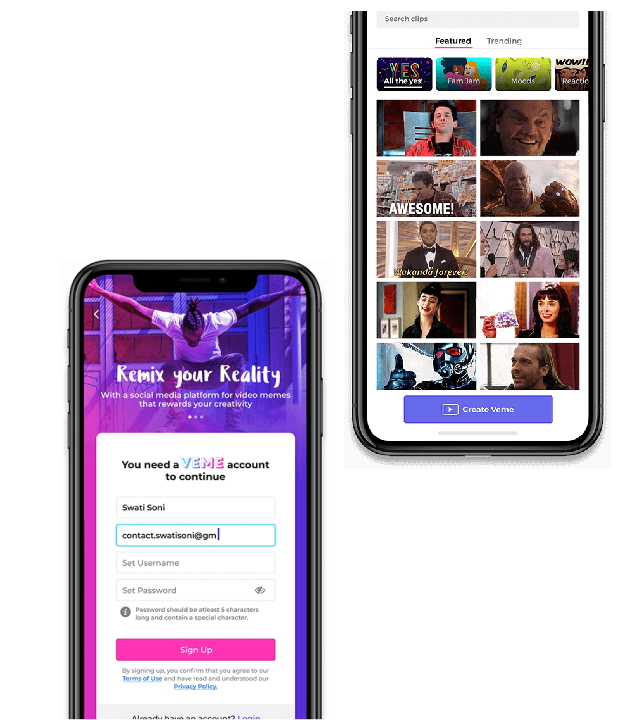 Search clips
Featured Trending
YES WOW!!
All the yes! Fam Jam Moods Reactio
AWESOME!
Wakanda forever!
Create Veme
Remix your Reality
With a social media platform for video memes
that rewards your creativity
You need a VEME account
to continue
Swati Soni
contact.swatisoni@gm
Set Username
Set Password
Password should be atleast 5 characters
long and contain a special character.
Sign Up
By signing up, you confirm that you agree to our
Terms of Use and have read and understood our
Privacy Policy.
Already have an account? Login